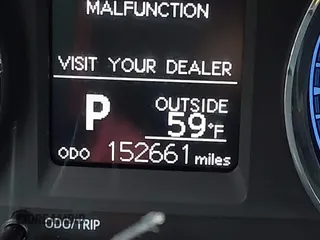 MALFUNCTION
VISIT YOUR DEALER
P
OUTSIDE
59°F
ODO 152661 miles
ODO/TRIP